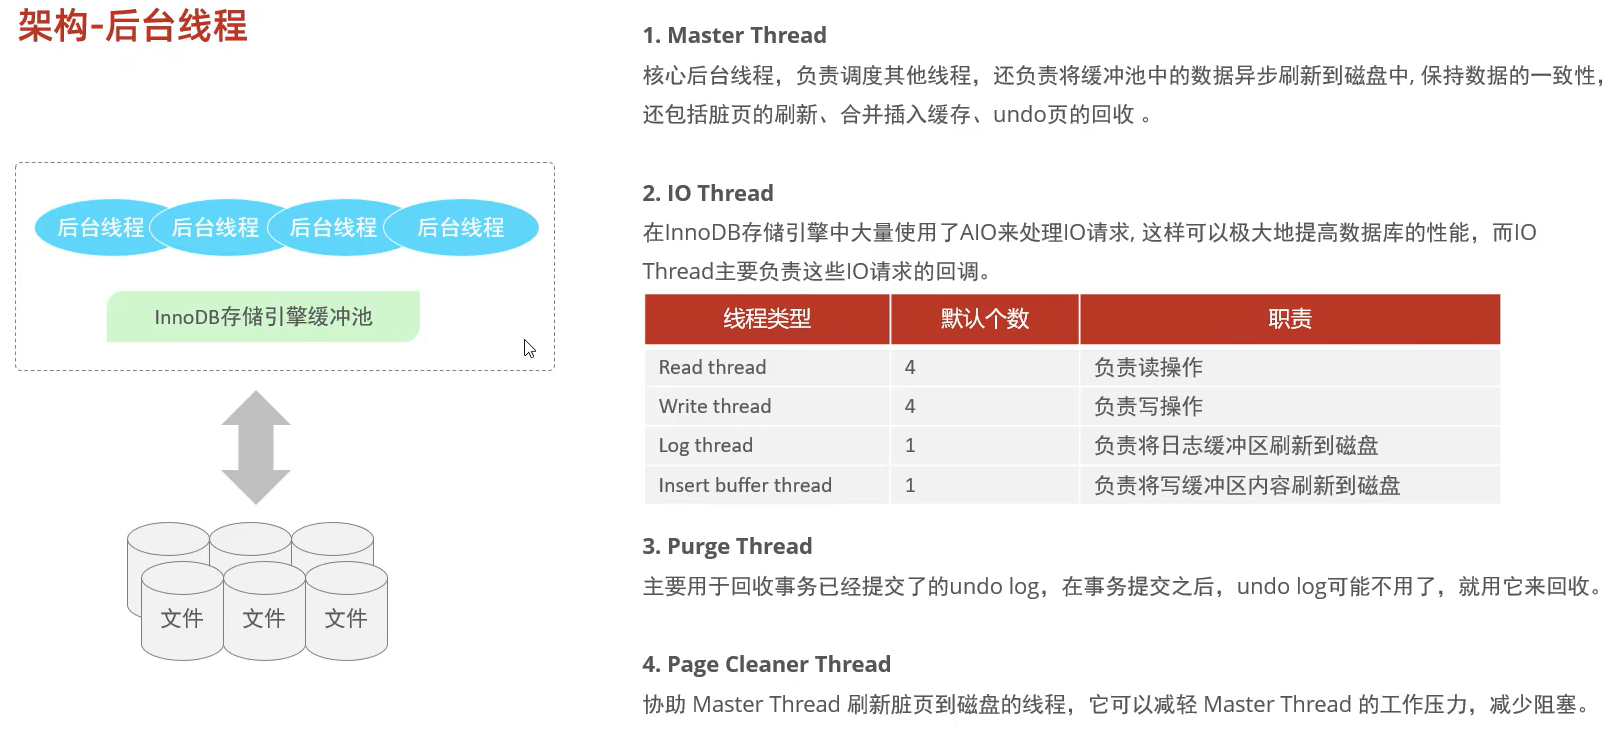 架构-后台线程
后台线程 后台线程 后台线程 后台线程
InnoDB存储引擎缓冲池
文件 文件 文件
1. Master Thread
核心后台线程，负责调度其他线程，还负责将缓冲池中的数据异步刷新到磁盘中, 保持数据的一致性，
还包括脏页的刷新、合并插入缓存、undo页的回收 。
2. IO Thread
在InnoDB存储引擎中大量使用了AIO来处理IO请求, 这样可以极大地提高数据库的性能，而IO
Thread主要负责这些IO请求的回调。
线程类型 默认个数 职责
Read thread 4 负责读操作
Write thread 4 负责写操作
Log thread 1 负责将日志缓冲区刷新到磁盘
Insert buffer thread 1 负责将写缓冲区内容刷新到磁盘
3. Purge Thread
主要用于回收事务已经提交了的undo log，在事务提交之后，undo log可能不用了，就用它来回收。
4. Page Cleaner Thread
协助 Master Thread 刷新脏页到磁盘的线程，它可以减轻 Master Thread 的工作压力，减少阻塞。